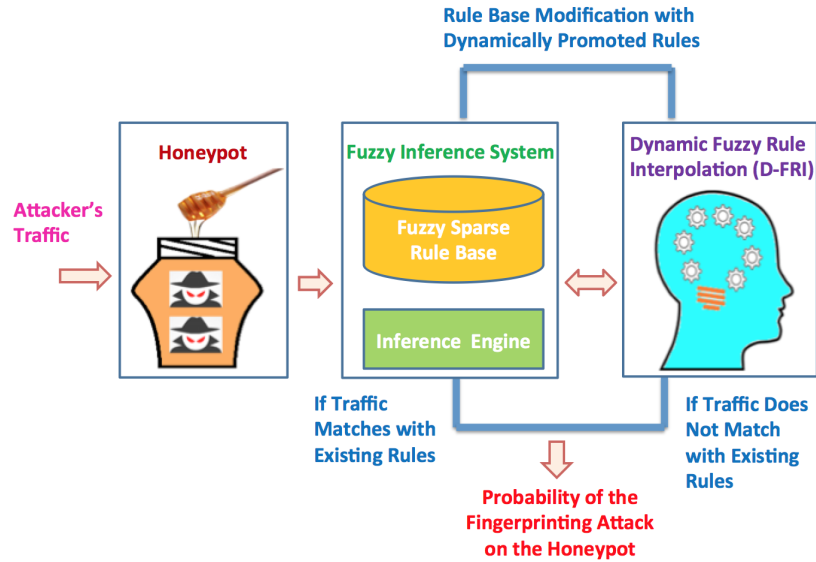 Rule Base Modification with
Dynamically Promoted Rules
Honeypot
Fuzzy Inference System
Dynamic Fuzzy Rule
Interpolation (D-FRI)
Attacker's
Traffic
Fuzzy Sparse
Rule Base
Inference Engine
If Traffic
Matches with
Existing Rules
If Traffic Does
Not Match
with Existing
Rules
Probability of the
Fingerprinting Attack
on the Honeypot